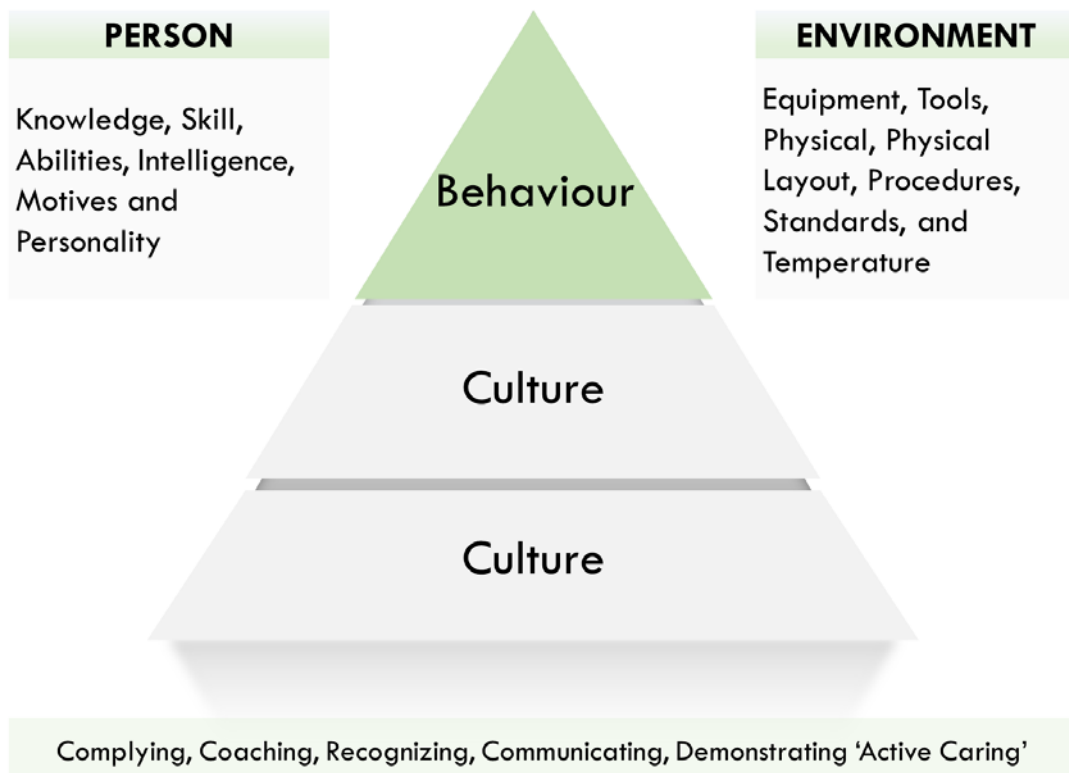 PERSON
Knowledge, Skill,
Abilities, Intelligence,
Motives and
Personality
ENVIRONMENT
Equipment, Tools,
Physical, Physical
Layout, Procedures,
Standards, and
Temperature
Behaviour
Culture
Culture
Complying, Coaching, Recognizing, Communicating, Demonstrating ‘Active Caring’